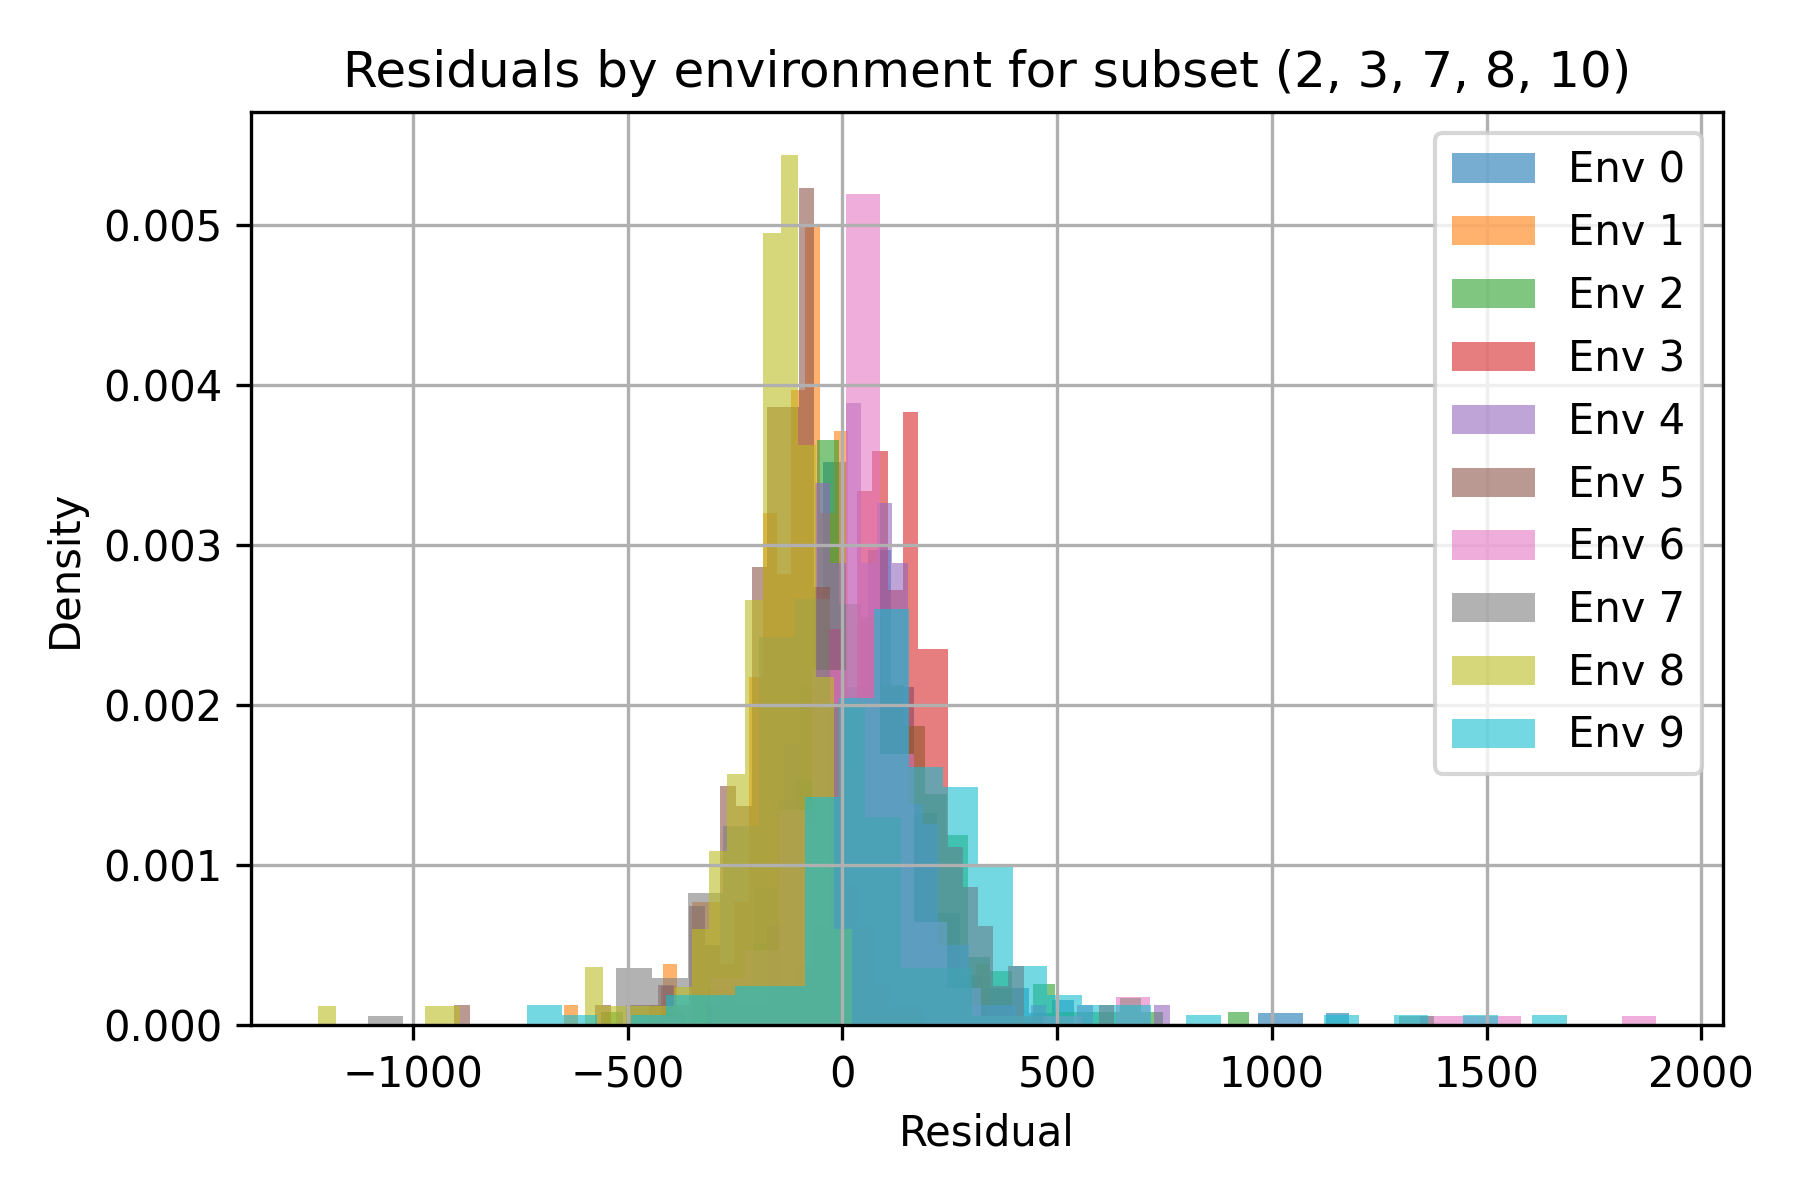 Residuals by environment for subset (2, 3, 7, 8, 10)
Env 0
Env 1
Env 2
Env 3
Env 4
Env 5
Env 6
Env 7
Env 8
Env 9
Density
0.005
0.004
0.003
0.002
0.001
0.000
−1000 −500 0 500 1000 1500 2000
Residual